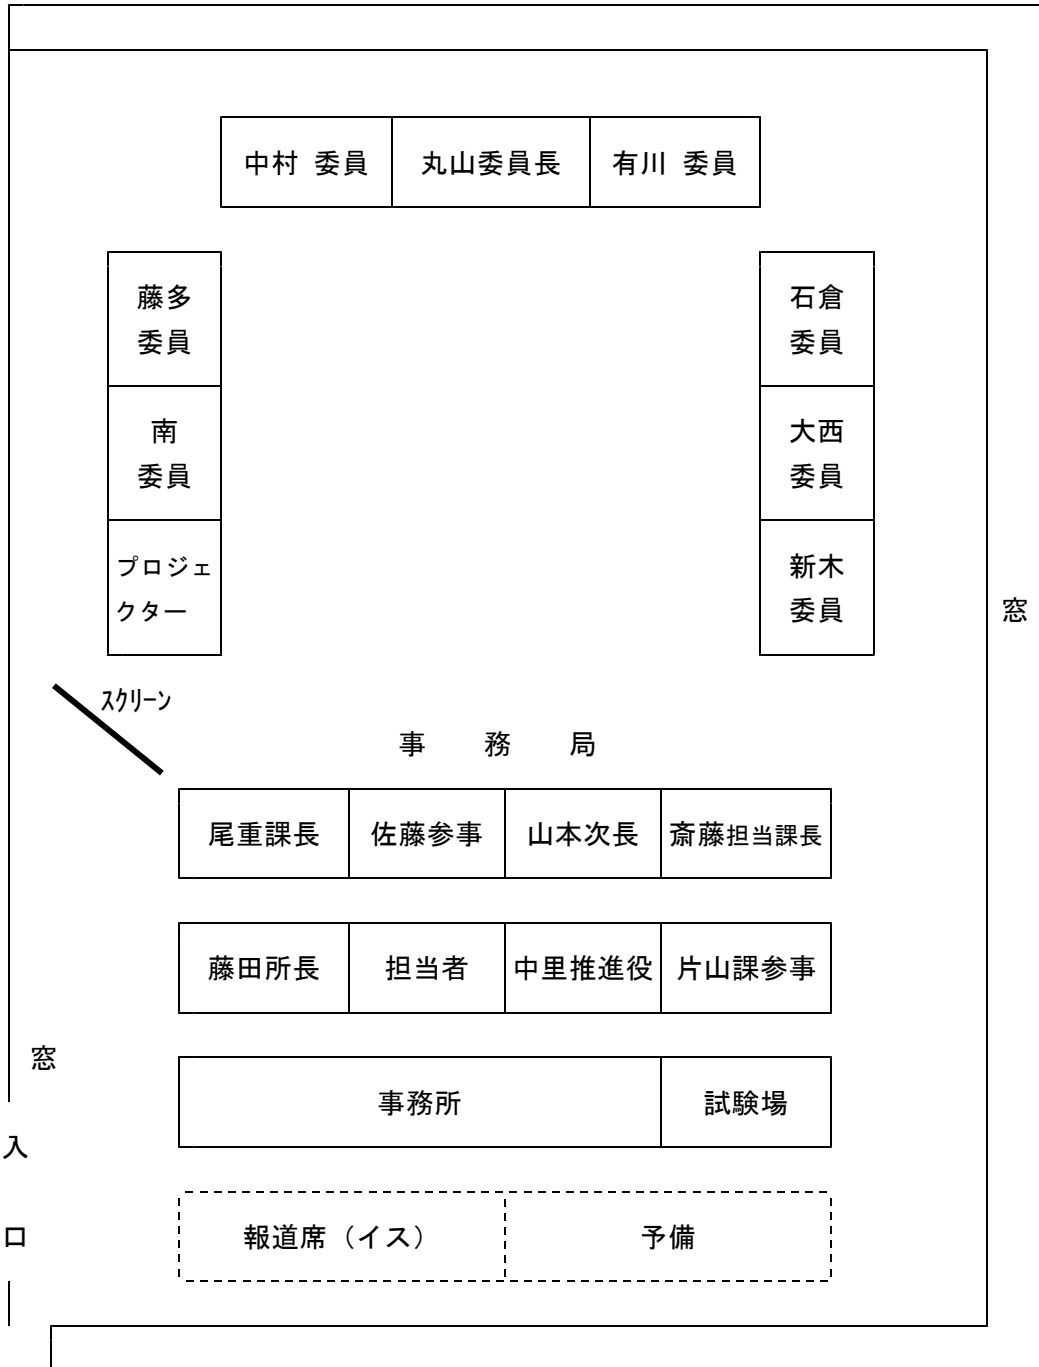 中村 委員 丸山委員長 有川 委員
藤多
委員
石倉
委員
南
委員
大西
委員
プロジェ
クター
新木
委員
窓
ｽｸﾘｰﾝ
事 務 局
尾重課長 佐藤参事 山本次長 斎藤担当課長
藤田所長 担当者 中里推進役 片山課参事
窓
事務所 試験場
入
口
報道席（イス） 予備